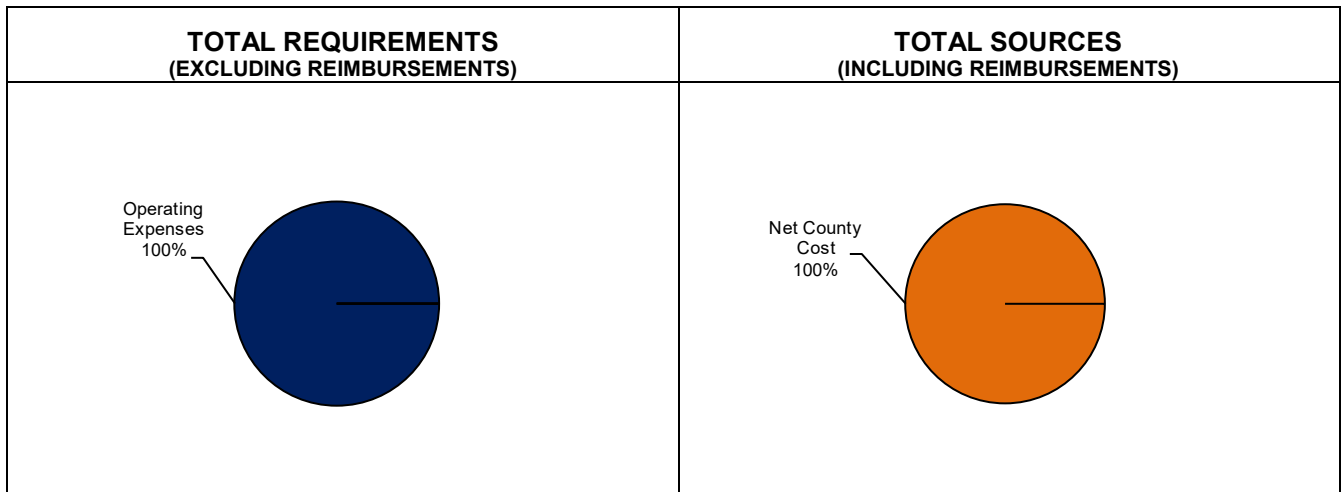 TOTAL REQUIREMENTS
(EXCLUDING REIMBURSEMENTS)
TOTAL SOURCES
(INCLUDING REIMBURSEMENTS)
Operating
Expenses
100%
Net County
Cost
100%